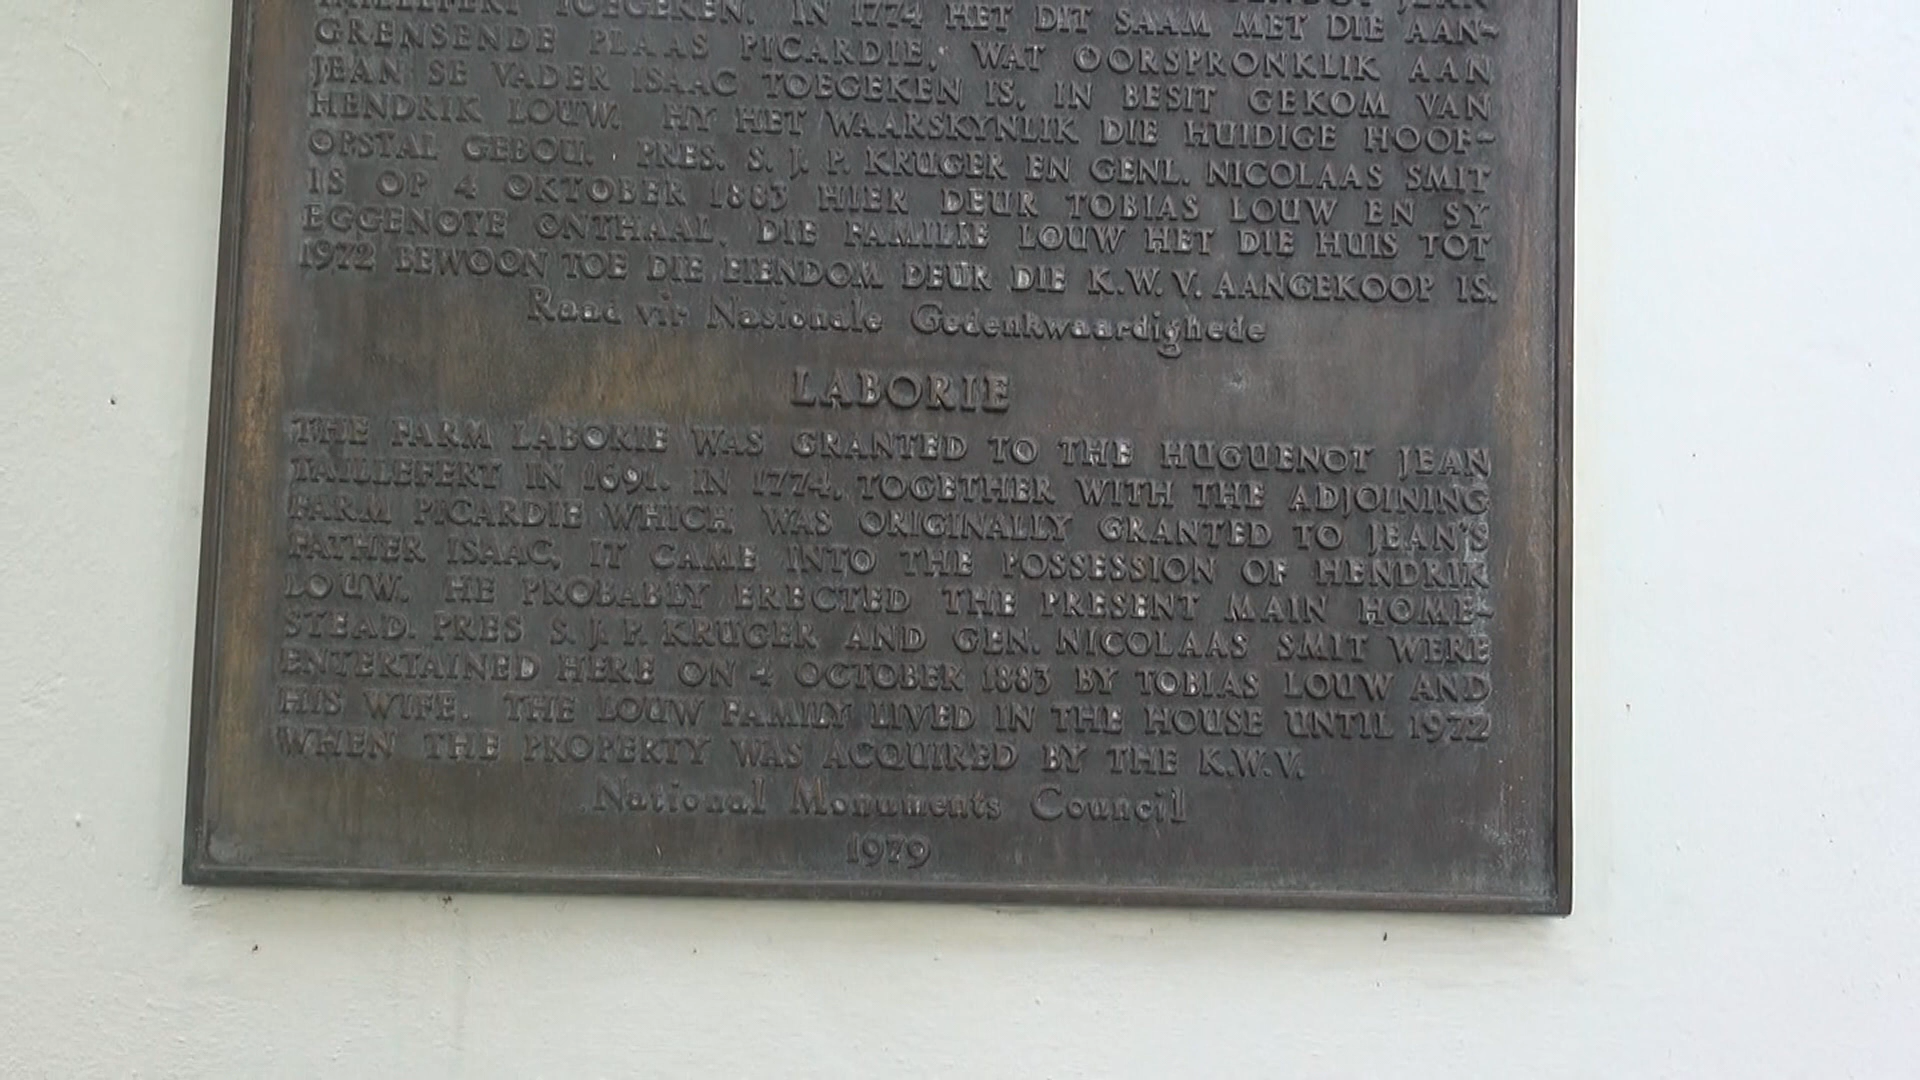 TAILLEFERT TOEGEKEN. IN 1774 HET DIT SAAM MET DIE AAN-
GRENSENDE PLAAS PICARDIE, WAT OORSPRONKLIK AAN
JEAN SE VADER ISAAC TOEGEKEN IS, IN BESIT GEKOM VAN
HENDRIK LOUW. HY HET WAARSKYNLIK DIE HUIDIGE HOOF-
OPSTAL GEBOU. PRES. S. J. P. KRUGER EN GENL. NICOLAAS SMIT
IS OP 4 OKTOBER 1883 HIER DEUR TOBIAS LOUW EN SY
EGGENOTE ONTHAAL. DIE FAMILIE LOUW HET DIE HUIS TOT
1972 BEWOON TOE DIE EIENDOM DEUR DIE K.W.V. AANGEKOOP IS.
Raad vir Nasionale Gedenkwaardighede
LABORIE
THE FARM LABORIE WAS GRANTED TO THE HUGUENOT JEAN
TAILLEFERT IN 1691. IN 1774, TOGETHER WITH THE ADJOINING
FARM PICARDIE WHICH WAS ORIGINALLY GRANTED TO JEAN'S
FATHER ISAAC, IT CAME INTO THE POSSESSION OF HENDRIK
LOUW. HE PROBABLY ERECTED THE PRESENT MAIN HOME-
STEAD. PRES S. J. P. KRUGER AND GEN. NICOLAAS SMIT WERE
ENTERTAINED HERE ON 4 OCTOBER 1883 BY TOBIAS LOUW AND
HIS WIFE. THE LOUW FAMILY LIVED IN THE HOUSE UNTIL 1972
WHEN THE PROPERTY WAS ACQUIRED BY THE K.W.V.
National Monuments Council
1979